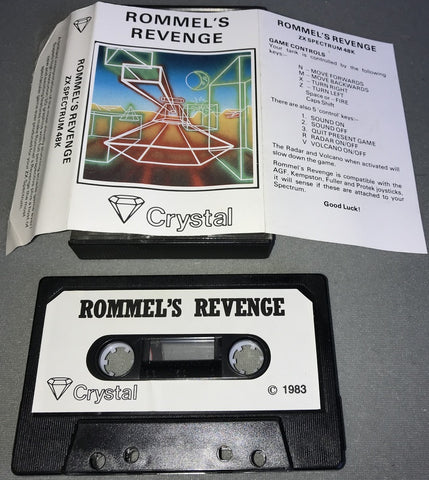 ROMMEL'S REVENGE
ZX SPECTRUM 48K
ROMMEL'S
REVENGE
Crystal
ROMMEL'S REVENGE
ZX SPECTRUM 48K
GAME CONTROLS
Your tank is controlled by the following
keys:-
N – MOVE FORWARDS
M – MOVE BACKWARDS
X – TURN RIGHT
Z – TURN LEFT
Space or – FIRE
Caps Shift
There are also 5 'control' keys:-
1. SOUND ON
2. SOUND OFF
3. QUIT PRESENT GAME
4. RADAR ON/OFF
V VOLCANO ON/OFF
The Radar and Volcano when activated will
slow down the game.
Rommel's Revenge is compatible with the
AGF, Kempston, Fuller and Protek joysticks,
it will sense if these are attached to your
Spectrum.
Good Luck!
ROMMEL'S REVENGE
Crystal
© 1983